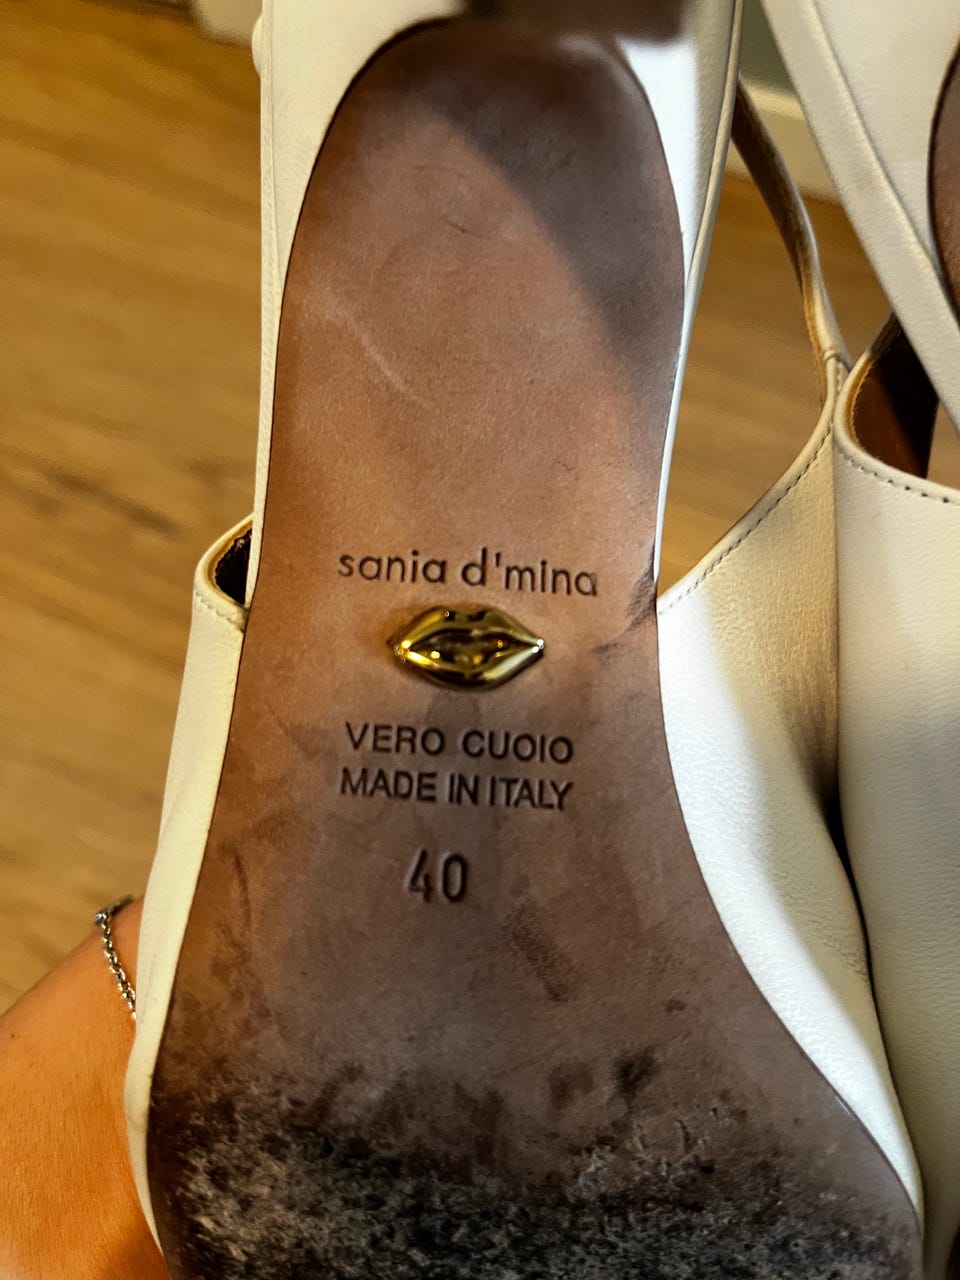 sania d'mina
VERO CUOIO
MADE IN ITALY
40